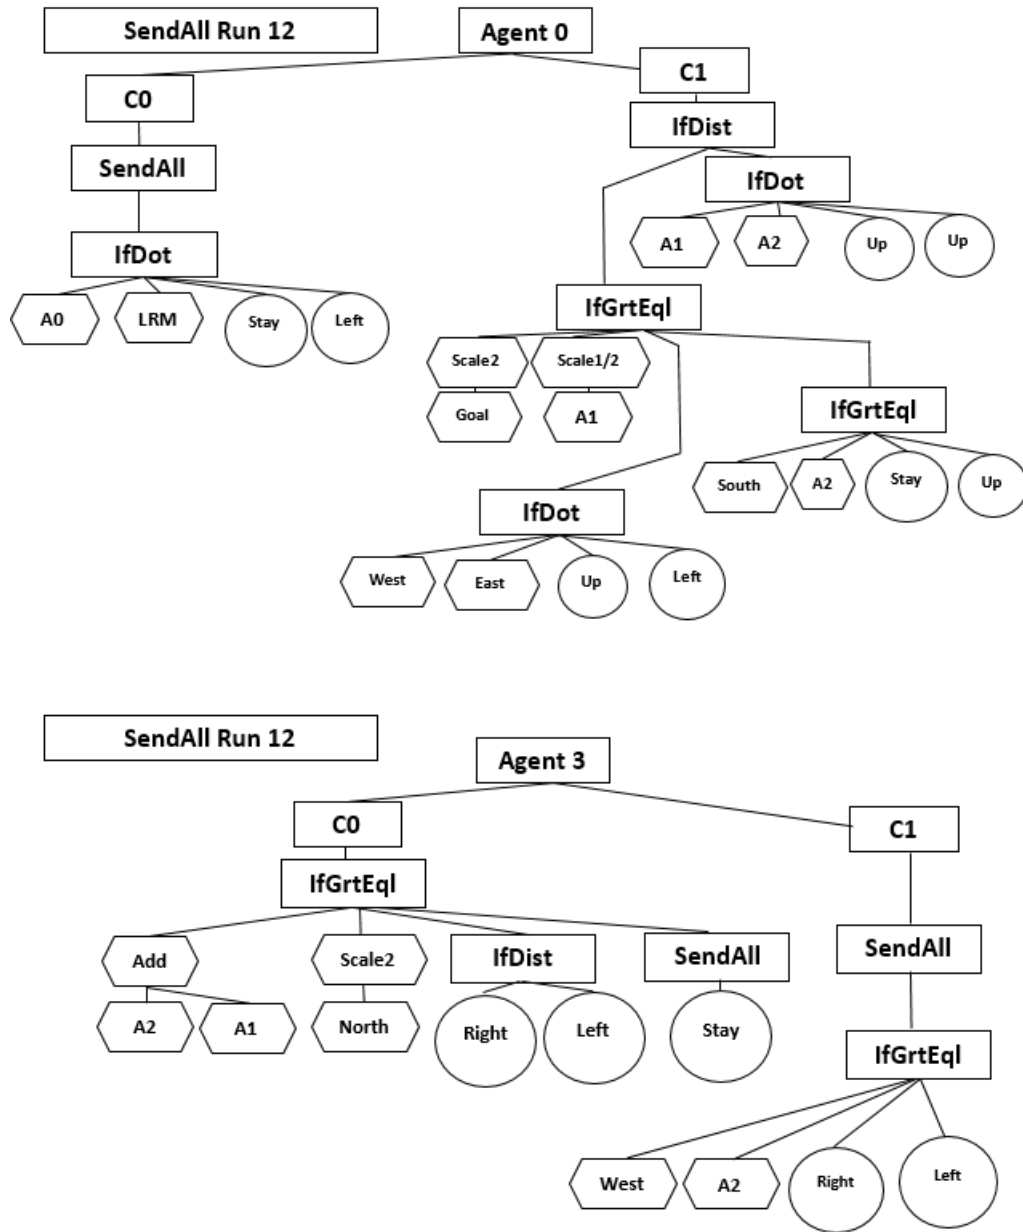 SendAll Run 12
Agent 0
C0
C1
SendAll
IfDist
IfDot
IfDot
A1
A2
Up
Up
A0
LRM
Stay
Left
IfGrtEql
Scale2
Scale1/2
Goal
A1
IfGrtEql
South
A2
Stay
Up
IfDot
West
East
Up
Left
SendAll Run 12
Agent 3
C0
C1
IfGrtEql
Add
Scale2
IfDist
SendAll
SendAll
A2
A1
North
Right
Left
Stay
IfGrtEql
West
A2
Right
Left